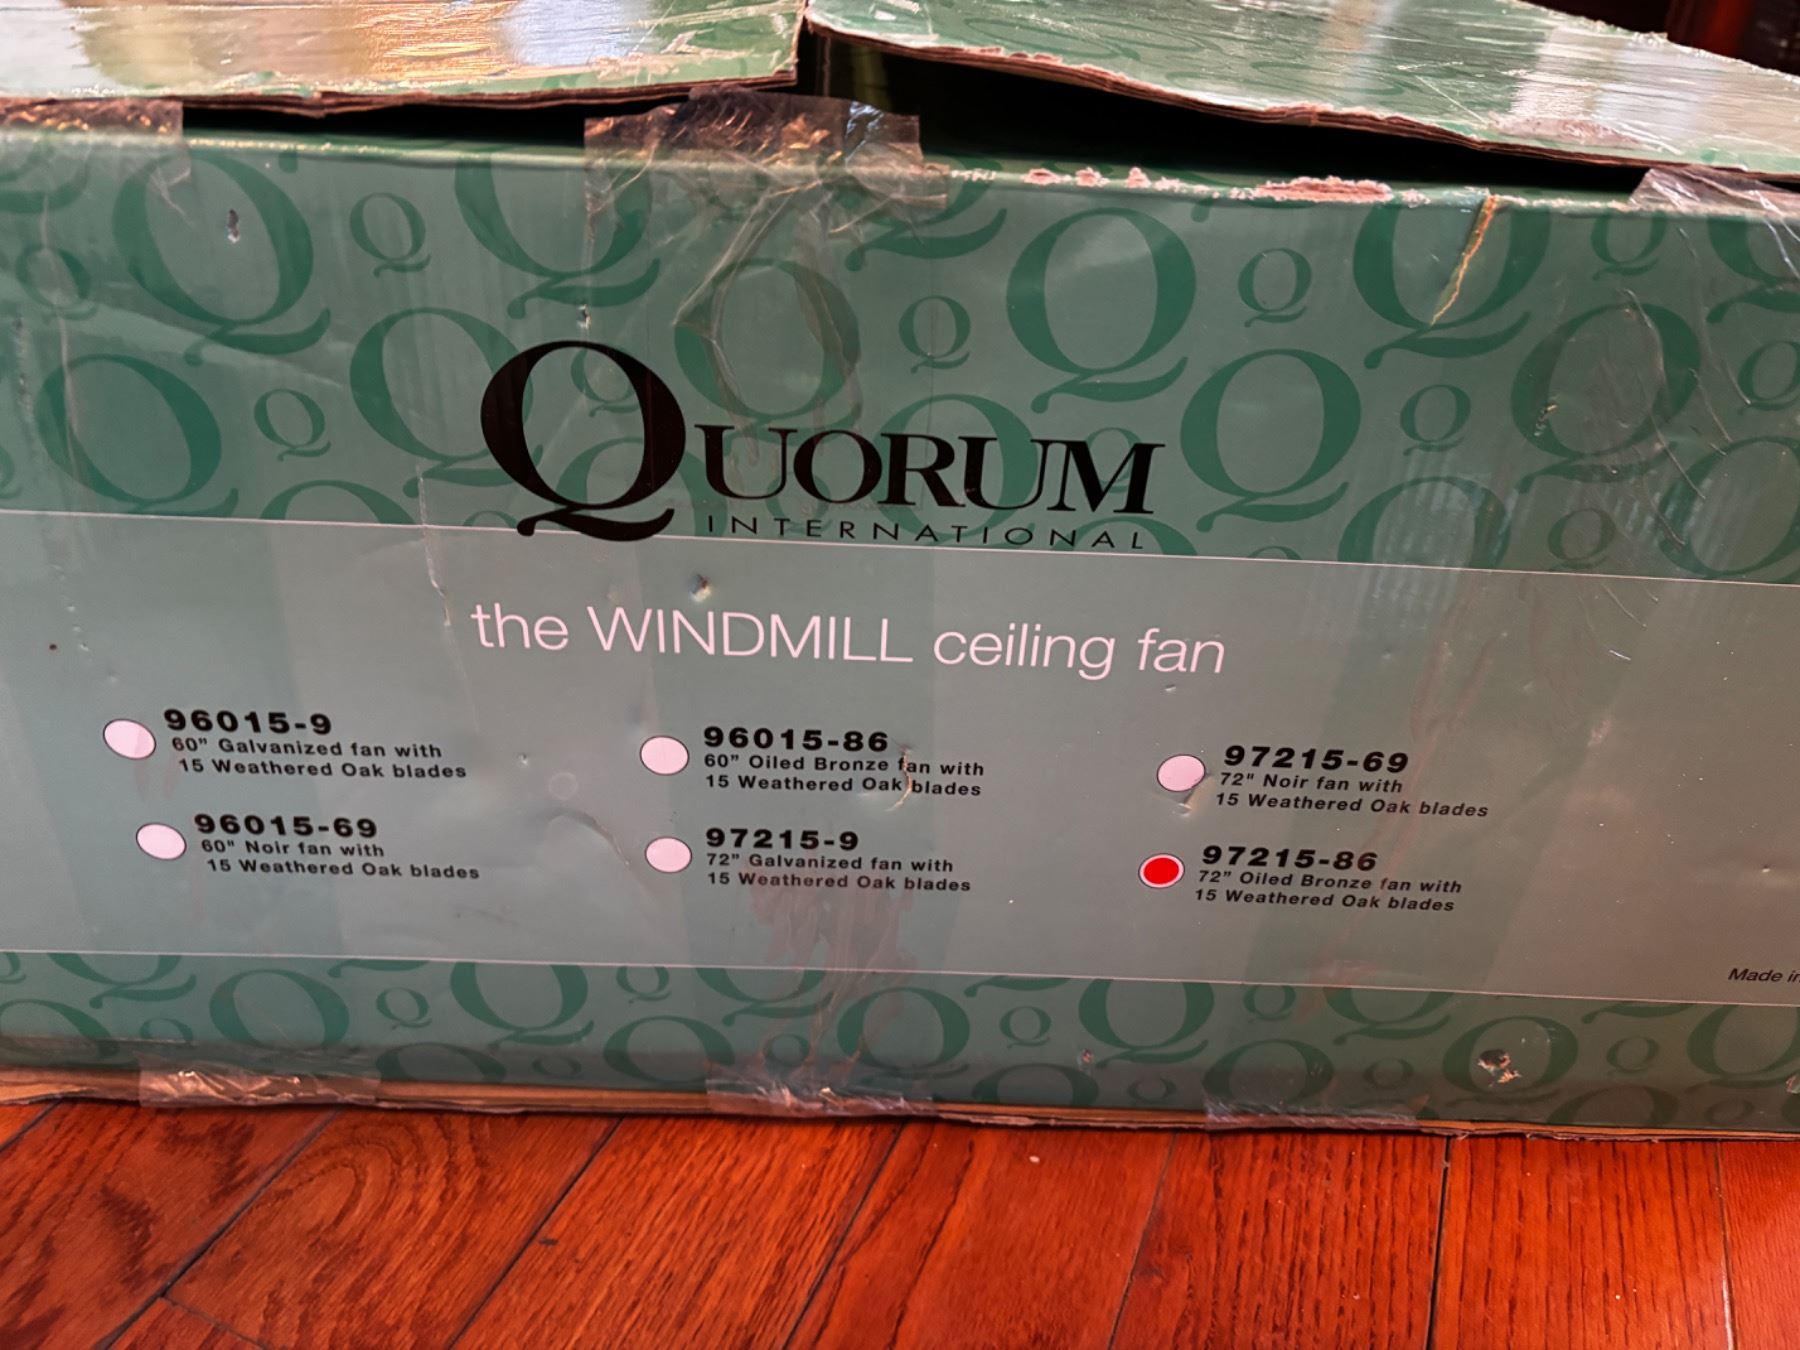 QUORUM
INTERNATIONAL
the WINDMILL ceiling fan
96015-9
60" Galvanized fan with
15 Weathered Oak blades
96015-69
60" Noir fan with
15 Weathered Oak blades
96015-86
60" Oiled Bronze fan with
15 Weathered Oak blades
97215-9
72" Galvanized fan with
15 Weathered Oak blades
97215-69
72" Noir fan with
15 Weathered Oak blades
97215-86
72" Oiled Bronze fan with
15 Weathered Oak blades
Made in